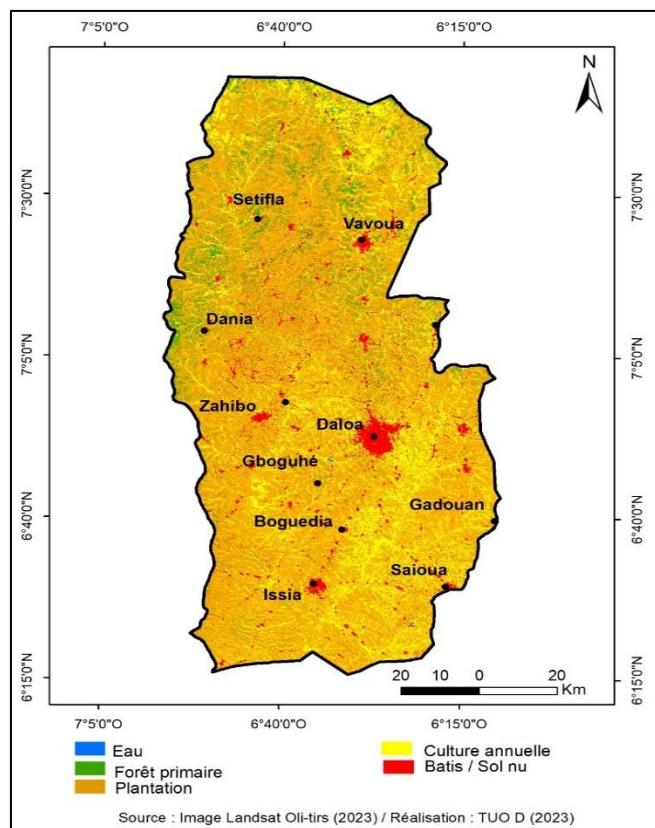 7°5'0"O 6°40'0"O 6°15'0"O
N
7°30'0"N 7°30'0"N
Setifla
Vavoua
Dania
7°5'0"N 7°5'0"N
Zahibo
Daloa
Gboguhé
Gadouan
6°40'0"N 6°40'0"N
Boguedia
Saioua
Issia
6°15'0"N 6°15'0"N
20 10 0 20
Km
7°5'0"O 6°40'0"O 6°15'0"O
Eau Culture annuelle
Forêt primaire Batis / Sol nu
Plantation
Source : Image Landsat Oli-tirs (2023) / Réalisation : TUO D (2023)